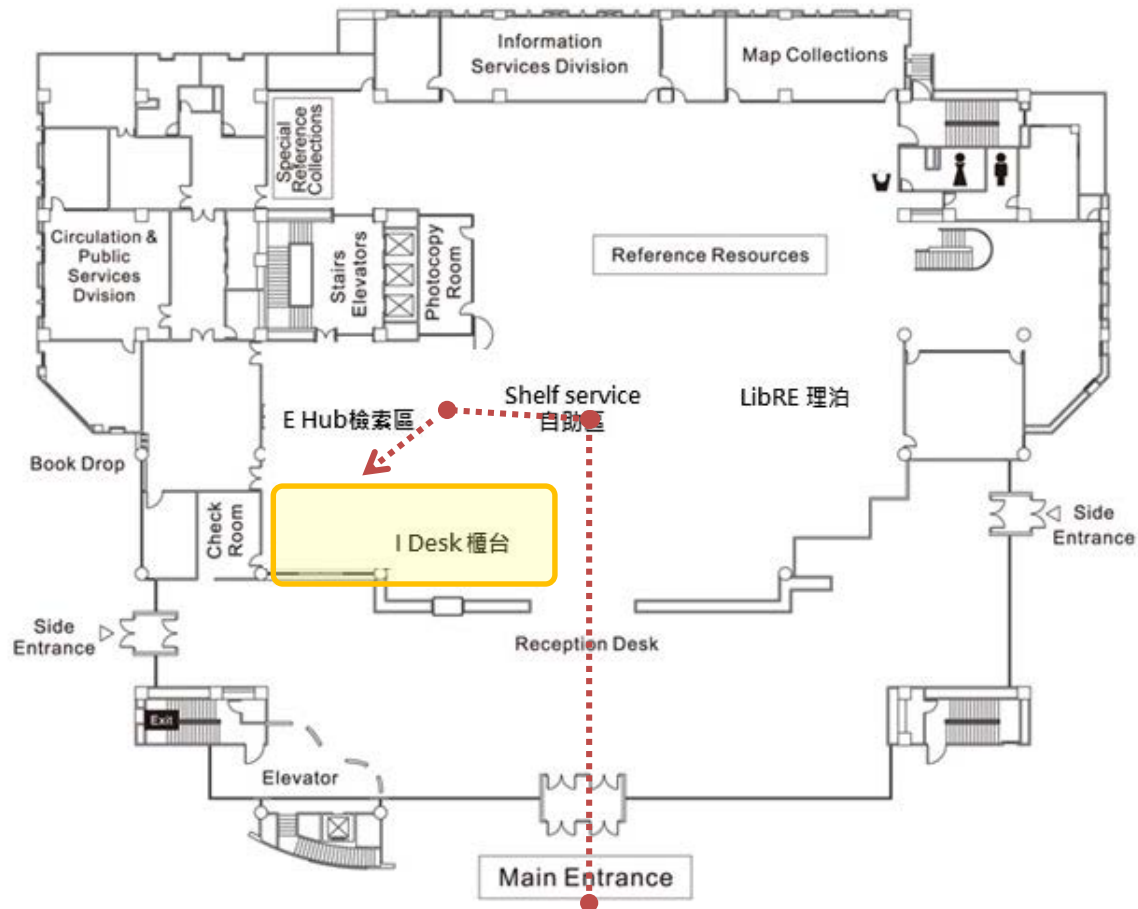 Information
Services Division
Map Collections
Special
Reference
Collections
Circulation &
Public
Services
Dvision
Stairs
Elevators
Photocopy
Room
Reference Resources
E Hub檢索區
Shelf service
自助區
LibRE 理泊
Book Drop
Check
Room
I Desk 櫃台
Side
Entrance
Side
Entrance
Reception Desk
Exit
Elevator
Main Entrance